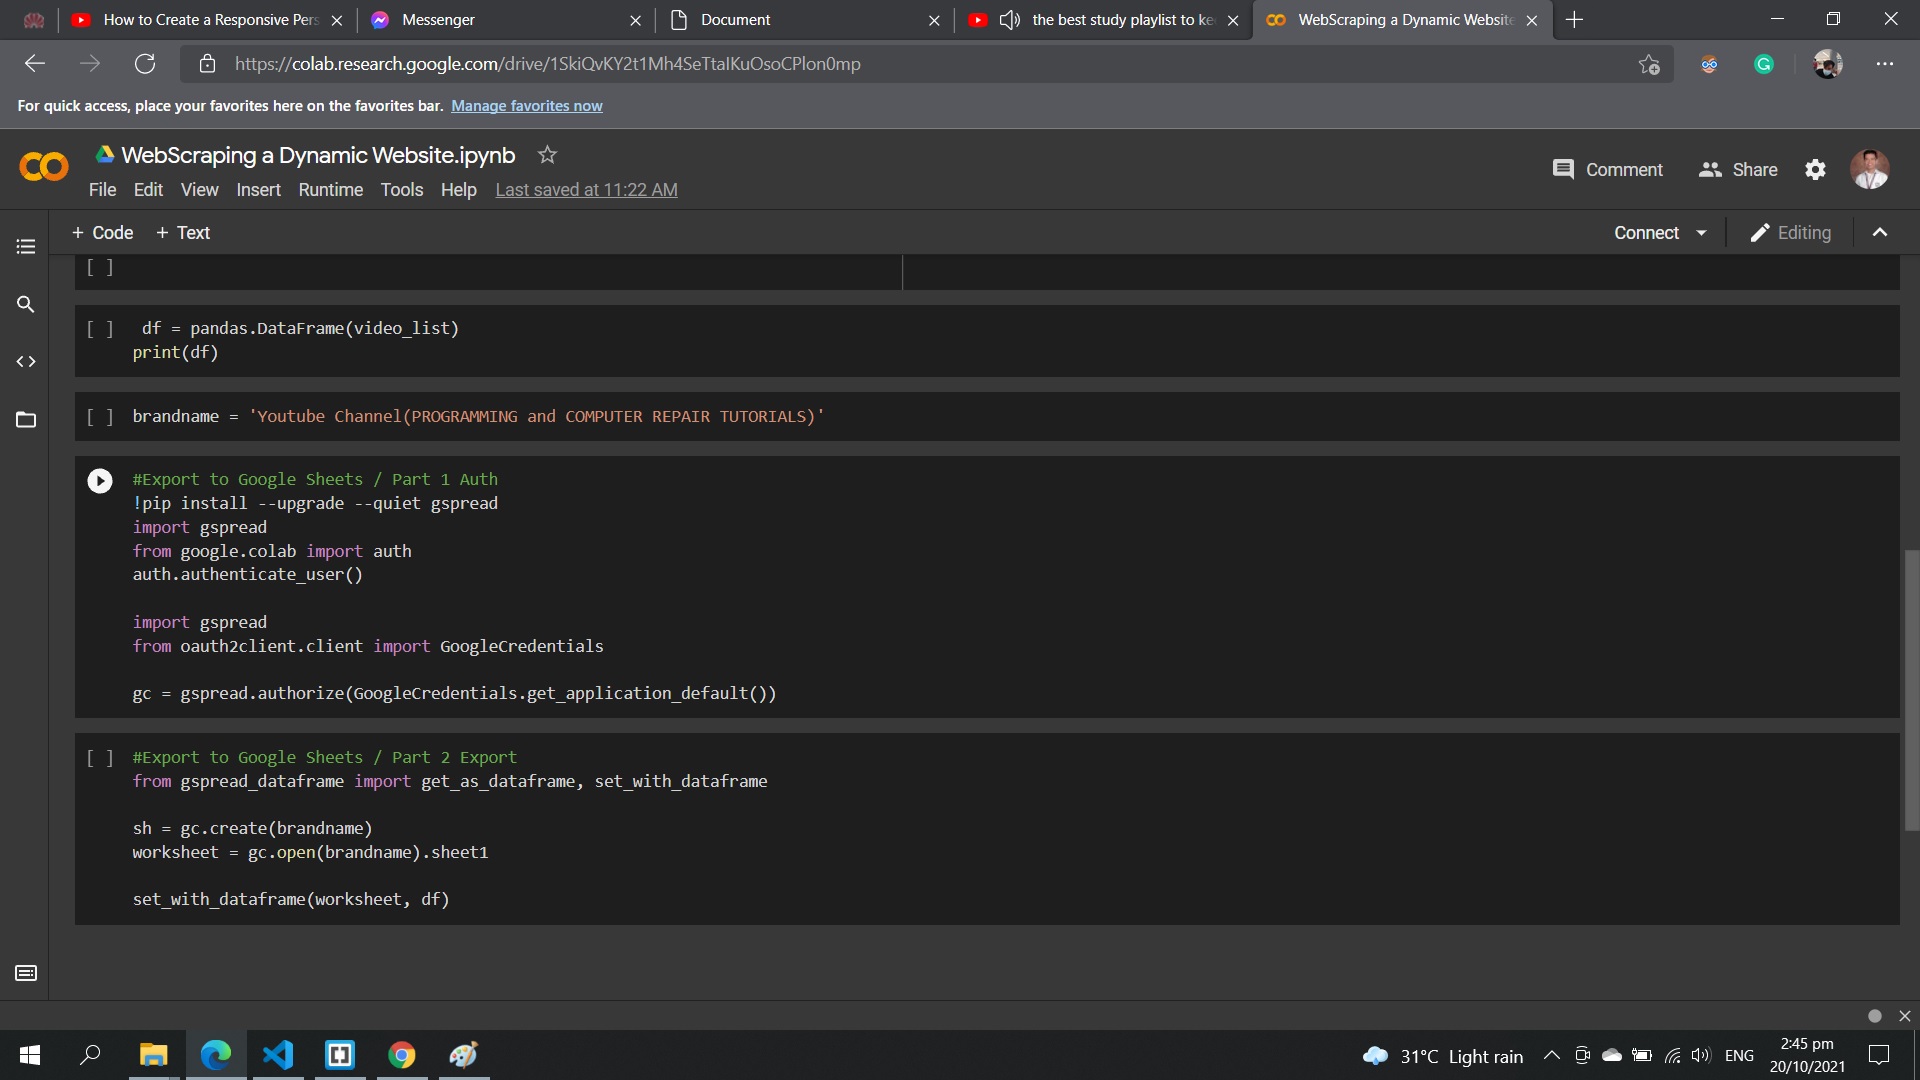 How to Create a Responsive Pers
Messenger
Document
the best study playlist to ke
WebScraping a Dynamic Website
https://colab.research.google.com/drive/1SkiQvKY2t1Mh4SeTtaIKuOsoCPlon0mp
For quick access, place your favorites here on the favorites bar. Manage favorites now
WebScraping a Dynamic Website.ipynb
Comment
Share
File Edit View Insert Runtime Tools Help Last saved at 11:22 AM
+ Code + Text
Connect
Editing
[ ]
[ ] df = pandas.DataFrame(video_list)
print(df)
[ ] brandname = 'Youtube Channel(PROGRAMMING and COMPUTER REPAIR TUTORIALS)'
#Export to Google Sheets / Part 1 Auth
!pip install --upgrade --quiet gspread
import gspread
from google.colab import auth
auth.authenticate_user()
import gspread
from oauth2client.client import GoogleCredentials
gc = gspread.authorize(GoogleCredentials.get_application_default())
[ ] #Export to Google Sheets / Part 2 Export
from gspread_dataframe import get_as_dataframe, set_with_dataframe
sh = gc.create(brandname)
worksheet = gc.open(brandname).sheet1
set_with_dataframe(worksheet, df)
31°C Light rain
ENG
2:45 pm
20/10/2021